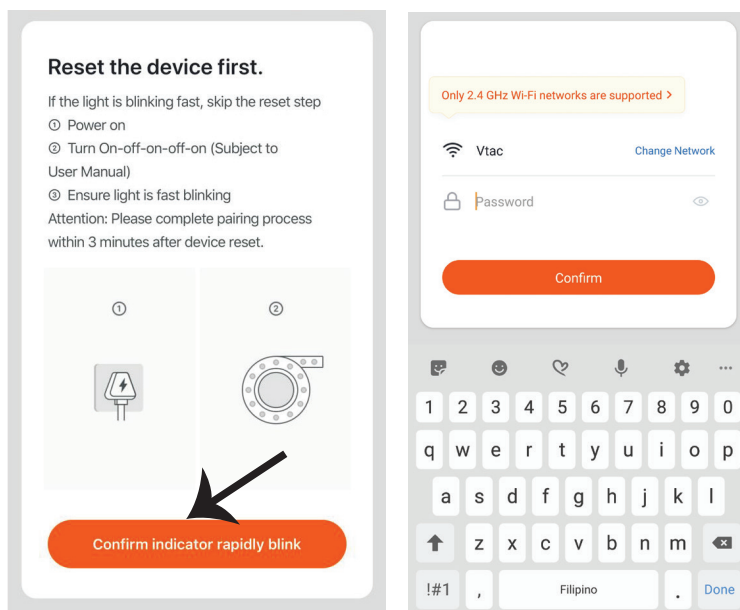 Reset the device first.
If the light is blinking fast, skip the reset step
① Power on
② Turn On-off-on-off-on (Subject to
User Manual)
③ Ensure light is fast blinking
Attention: Please complete pairing process
within 3 minutes after device reset.
①
②
Confirm indicator rapidly blink
Only 2.4 GHz Wi-Fi networks are supported >
Vtac Change Network
Password
Confirm
1 2 3 4 5 6 7 8 9 0
q w e r t y u i o p
a s d f g h j k l
z x c v b n m
!#1 , Filipino . Done